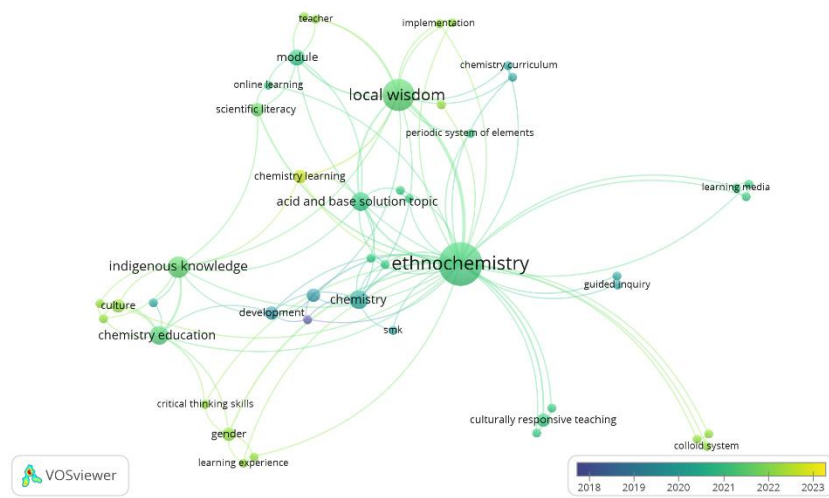 teacher
implementation
module
chemistry curriculum
online learning
local wisdom
scientific literacy
periodic system of elements
chemistry learning
learning media
acid and base solution topic
ethnochemistry
indigenous knowledge
guided inquiry
culture
chemistry
development
smk
chemistry education
critical thinking skills
culturally responsive teaching
gender
colloid system
learning experience
VOSviewer
2018 2019 2020 2021 2022 2023